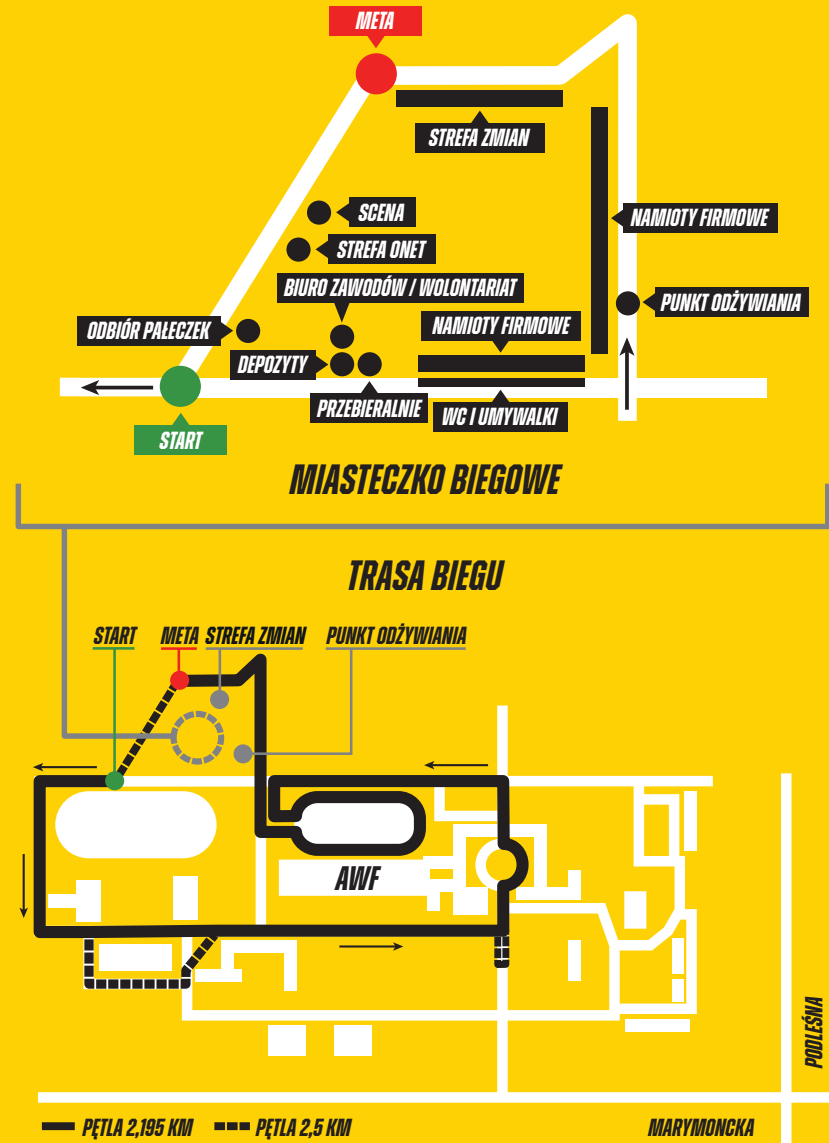 META
STREFA ZMIAN
SCENA
NAMIOTY FIRMOWE
STREFA ONET
BIURO ZAWODÓW / WOLONTARIAT
PUNKT ODŻYWIANIA
NAMIOTY FIRMOWE
ODBIÓR PAŁECZEK
DEPOZYTY
PRZEBIERALNIE
WC I UMYWALKI
START
MIASTECZKO BIEGOWE
TRASA BIEGU
START
META
STREFA ZMIAN
PUNKT ODŻYWIANIA
AWF
PODLEŚNA
PĘTLA 2,195 KM
PĘTLA 2,5 KM
MARYMONCKA